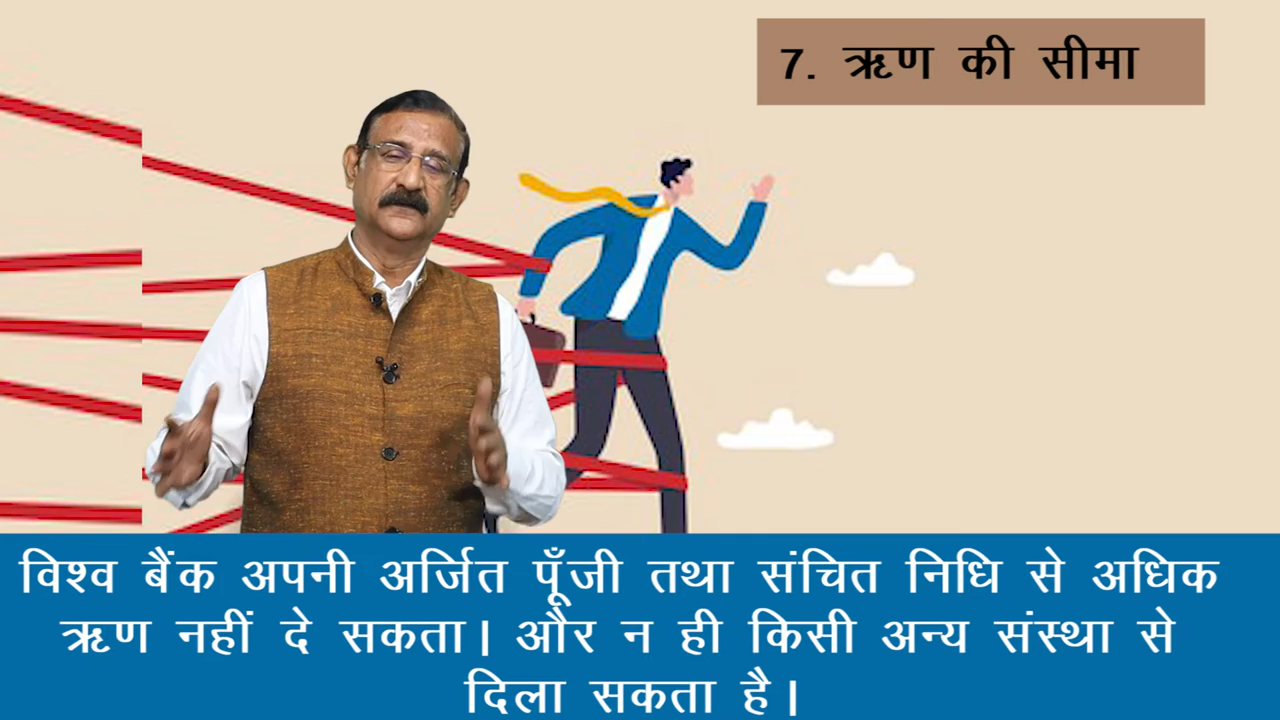 7. ऋण की सीमा
विश्व बैंक अपनी अर्जित पूँजी तथा संचित निधि से अधिक
ऋण नहीं दे सकता। और न ही किसी अन्य संस्था से
दिला सकता है।